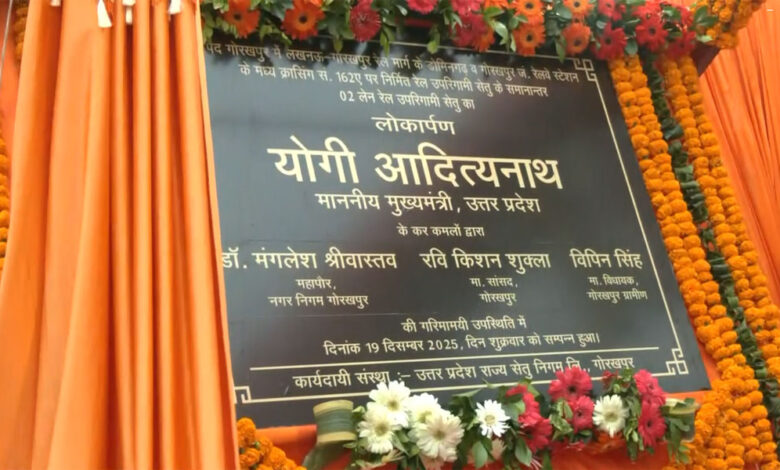 पद गोरखपुर में लखनऊ-गोरखपुर रेल मार्ग के डोमिनगढ़ व गोरखपुर जं. रेलवे स्टेशन
के मध्य क्रासिंग स. 162ए पर निर्मित रेल उपरिगामी सेतु के समानान्तर
02 लेन रेल उपरिगामी सेतु का
लोकार्पण
योगी आदित्यनाथ
माननीय मुख्यमंत्री, उत्तर प्रदेश
के कर कमलों द्वारा
डॉ. मंगलेश श्रीवास्तव रवि किशन शुक्ला विपिन सिंह
महापौर, मा. सांसद, मा. विधायक,
नगर निगम गोरखपुर गोरखपुर गोरखपुर ग्रामीण
की गरिमामयी उपस्थिति में
दिनांक 19 दिसम्बर 2025, दिन शुक्रवार को सम्पन्न हुआ।
कार्यदायी संस्था :– उत्तर प्रदेश राज्य सेतु निगम लि., गोरखपुर